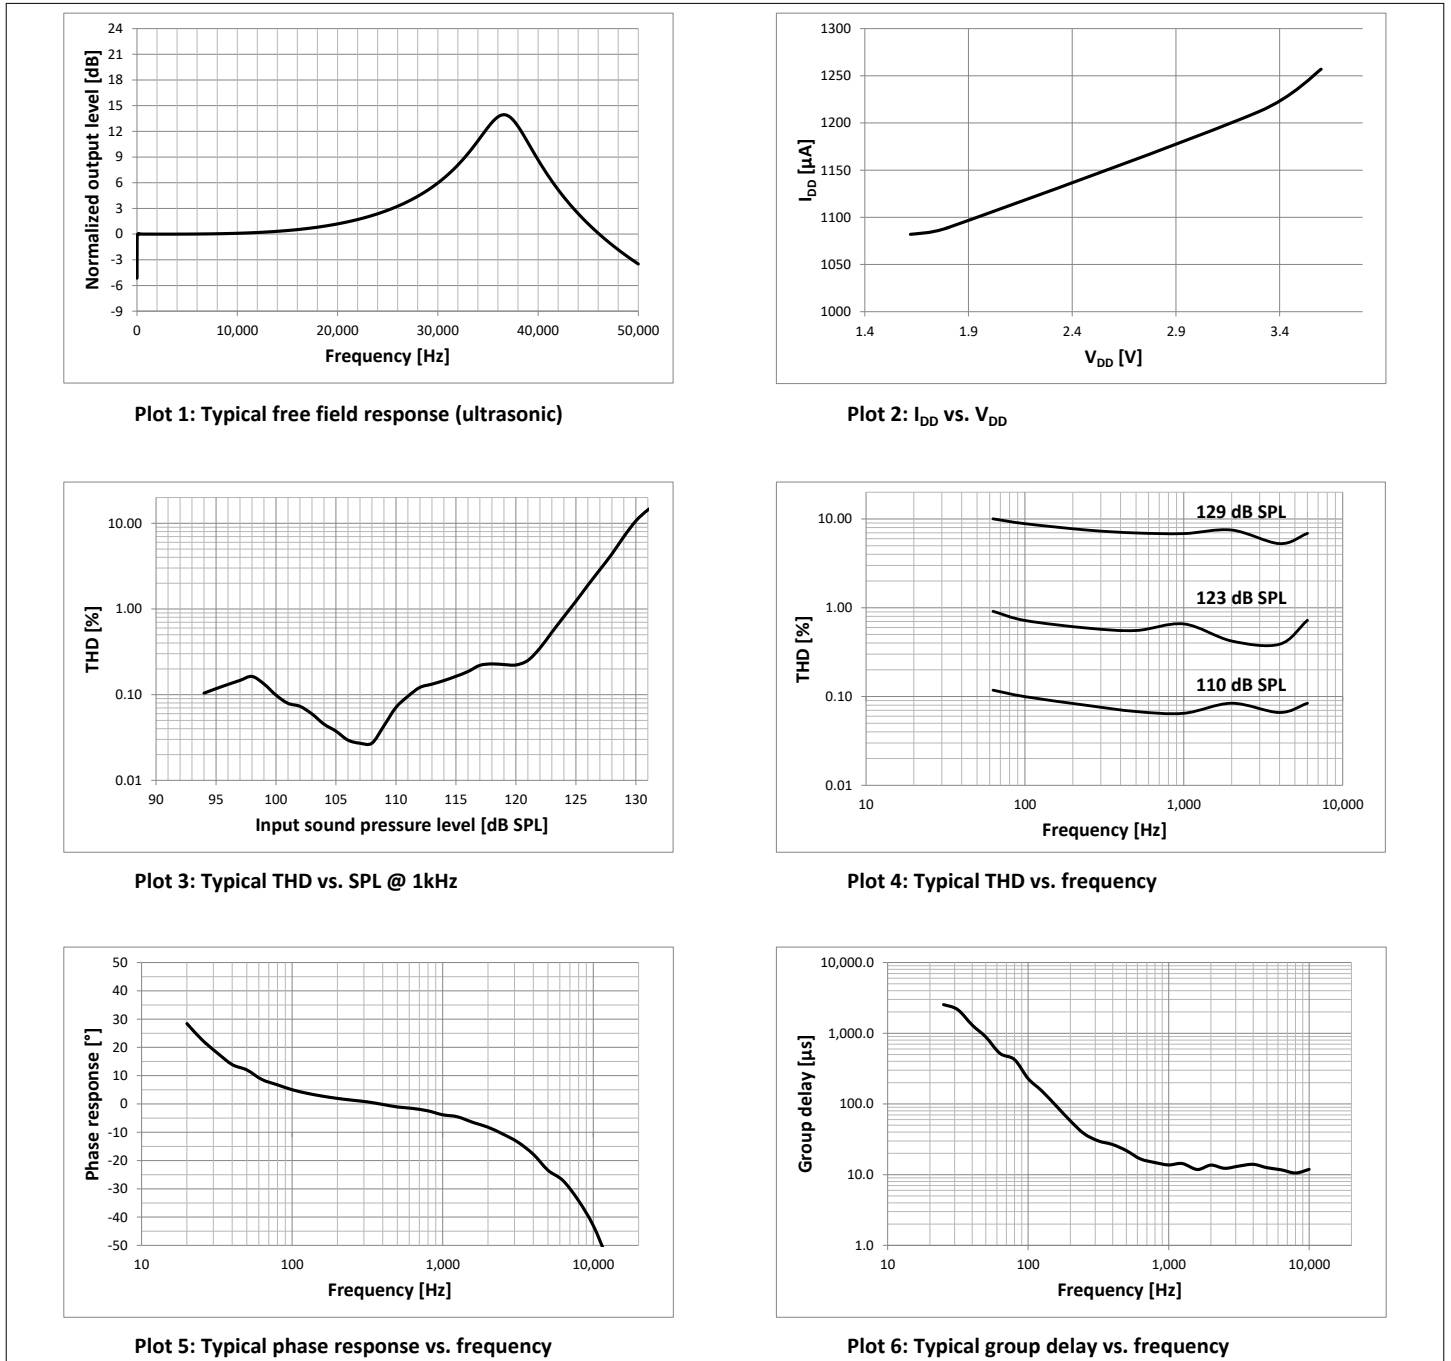 24
21
18
15
12
9
6
3
0
-3
-6
-9
Normalized output level [dB]
0 10,000 20,000 30,000 40,000 50,000
Frequency [Hz]
Plot 1: Typical free field response (ultrasonic)
1300
1250
1200
1150
1100
1050
1000
IDD [µA]
1.4 1.9 2.4 2.9 3.4
VDD [V]
Plot 2: IDD vs. VDD
10.00
1.00
0.10
0.01
THD [%]
90 95 100 105 110 115 120 125 130
Input sound pressure level [dB SPL]
Plot 3: Typical THD vs. SPL @ 1kHz
10.00
1.00
0.10
0.01
THD [%]
129 dB SPL
123 dB SPL
110 dB SPL
10 100 1,000 10,000
Frequency [Hz]
Plot 4: Typical THD vs. frequency
50
40
30
20
10
0
-10
-20
-30
-40
-50
Phase response [°]
10 100 1,000 10,000
Frequency [Hz]
Plot 5: Typical phase response vs. frequency
10,000.0
1,000.0
100.0
10.0
1.0
Group delay [µs]
10 100 1,000 10,000
Frequency [Hz]
Plot 6: Typical group delay vs. frequency